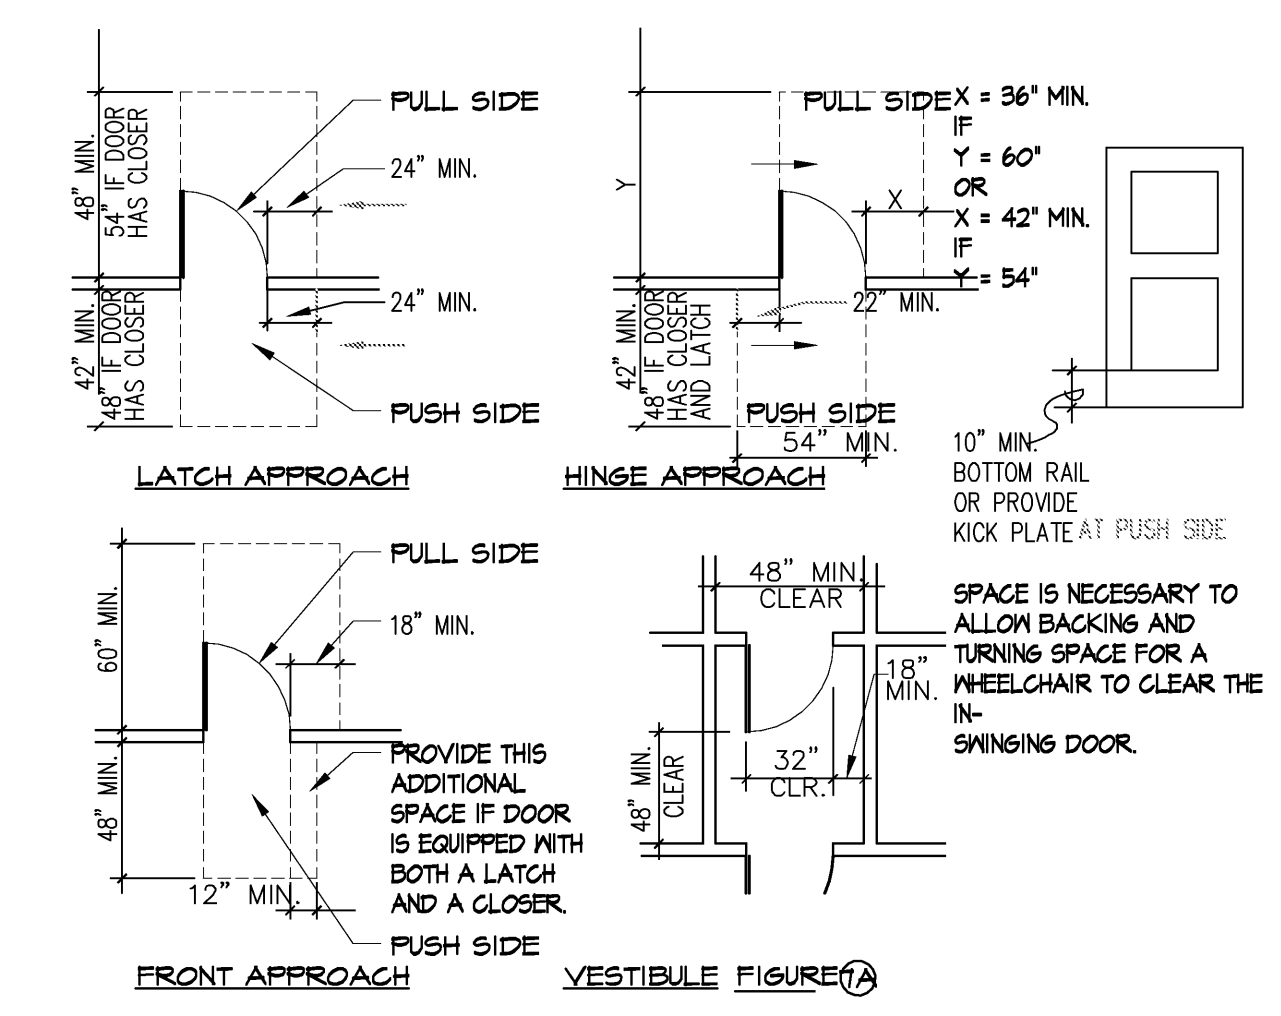 PULL SIDE
24" MIN.
48" MIN.
54" IF DOOR
HAS CLOSER
24" MIN.
42" MIN.
48" IF DOOR
HAS CLOSER
PUSH SIDE
LATCH APPROACH
PULL SIDE
Y
X
X = 36" MIN.
IF
Y = 60"
OR
X = 42" MIN.
IF
Y = 54"
22" MIN.
42" MIN.
48" IF DOOR
HAS CLOSER
AND LATCH
PUSH SIDE
54" MIN.
HINGE APPROACH
10" MIN.
BOTTOM RAIL
OR PROVIDE
KICK PLATE AT PUSH SIDE
PULL SIDE
18" MIN.
60" MIN.
48" MIN.
PROVIDE THIS
ADDITIONAL
SPACE IF DOOR
IS EQUIPPED WITH
BOTH A LATCH
AND A CLOSER.
12" MIN.
PUSH SIDE
FRONT APPROACH
48" MIN.
CLEAR
18"
MIN.
32"
CLR.
48" MIN.
CLEAR
SPACE IS NECESSARY TO
ALLOW BACKING AND
TURNING SPACE FOR A
WHEELCHAIR TO CLEAR THE
IN-
SWINGING DOOR.
VESTIBULE FIGURE 7A